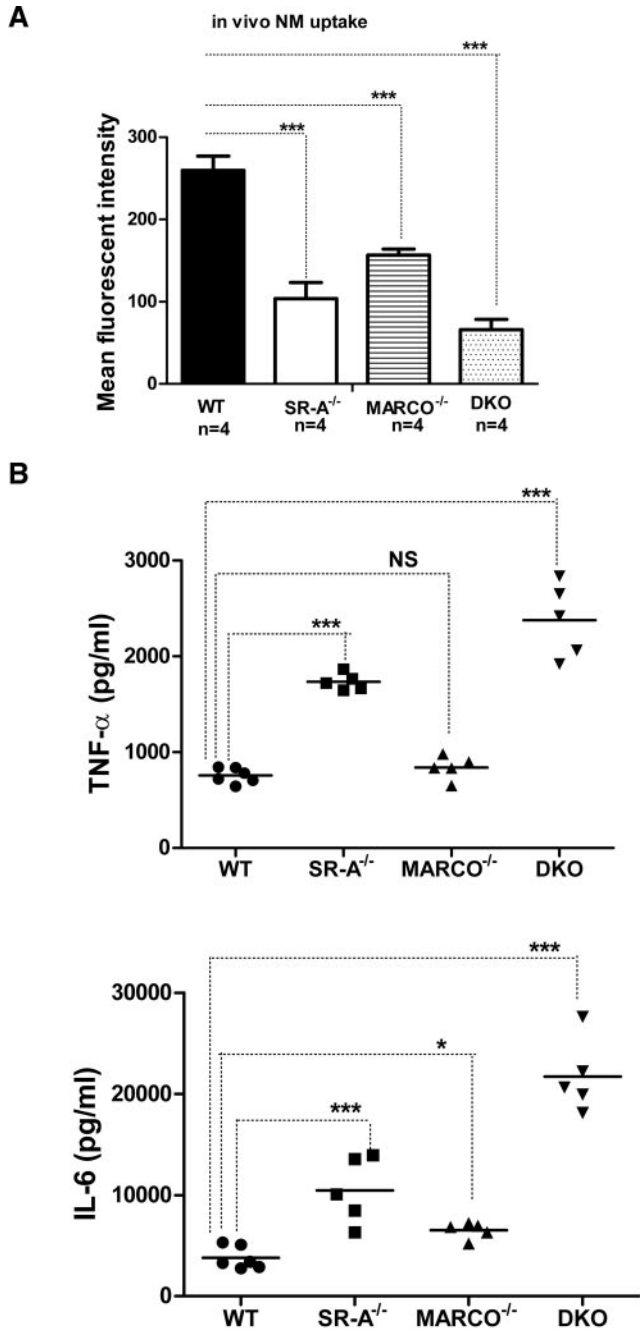 A
in vivo NM uptake
***
***
***
Mean fluorescent intensity
300
200
100
0
WT SR-A-/- MARCO-/- DKO
n=4 n=4 n=4 n=4
B
***
NS
***
TNF-α (pg/ml)
3000
2000
1000
0
WT SR-A-/- MARCO-/- DKO
***
*
***
IL-6 (pg/ml)
30000
20000
10000
0
WT SR-A-/- MARCO-/- DKO